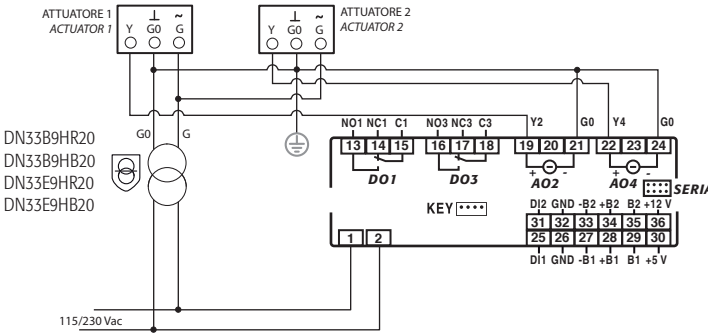 ATTUATORE 1
ACTUATOR 1
Y G0 G
ATTUATORE 2
ACTUATOR 2
Y G0 G
G0 G
DN33B9HR20
DN33B9HB20
DN33E9HR20
DN33E9HB20
NO1 NC1 C1 NO3 NC3 C3 Y2 G0 Y4 G0
13 14 15 16 17 18 19 20 21 22 23 24
DO1 DO3 + - AO2 + - AO4
SERIA
KEY
DI2 GND -B2 +B2 B2 +12 V
31 32 33 34 35 36
25 26 27 28 29 30
DI1 GND -B1 +B1 B1 +5 V
1 2
115/230 Vac